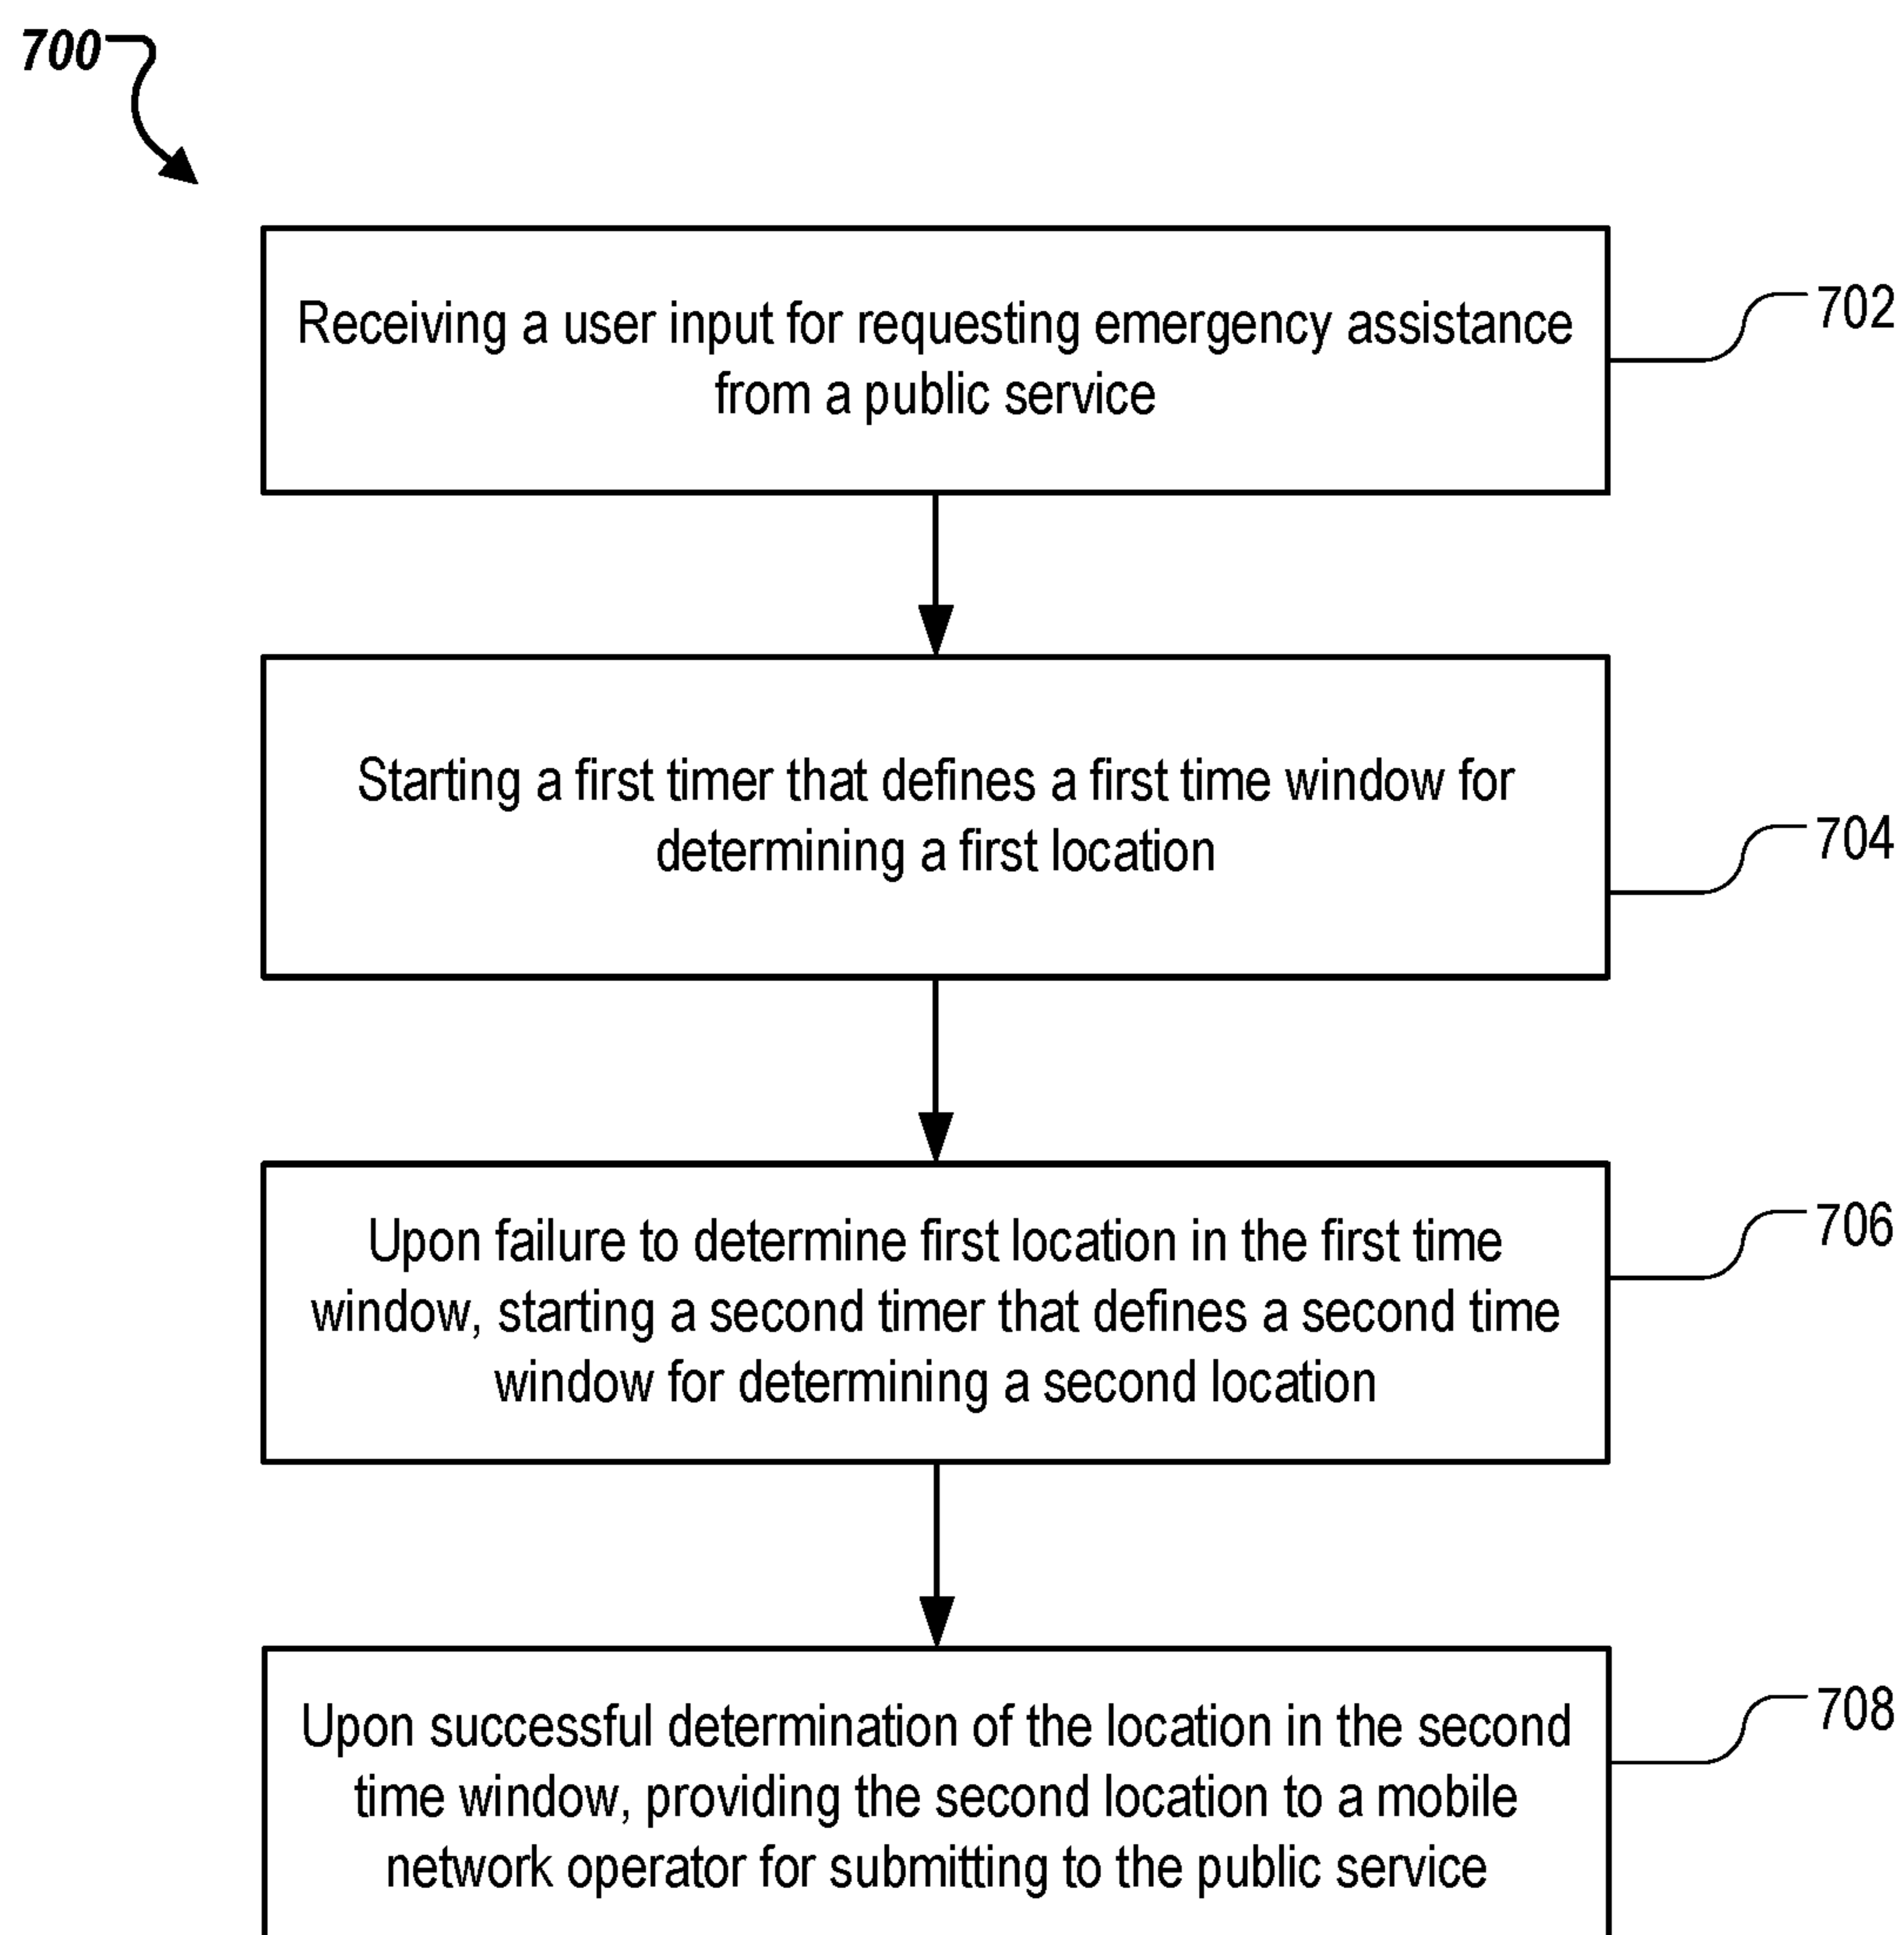 700
Receiving a user input for requesting emergency assistance
from a public service
702
Starting a first timer that defines a first time window for
determining a first location
704
Upon failure to determine first location in the first time
window, starting a second timer that defines a second time
window for determining a second location
706
Upon successful determination of the location in the second
time window, providing the second location to a mobile
network operator for submitting to the public service
708